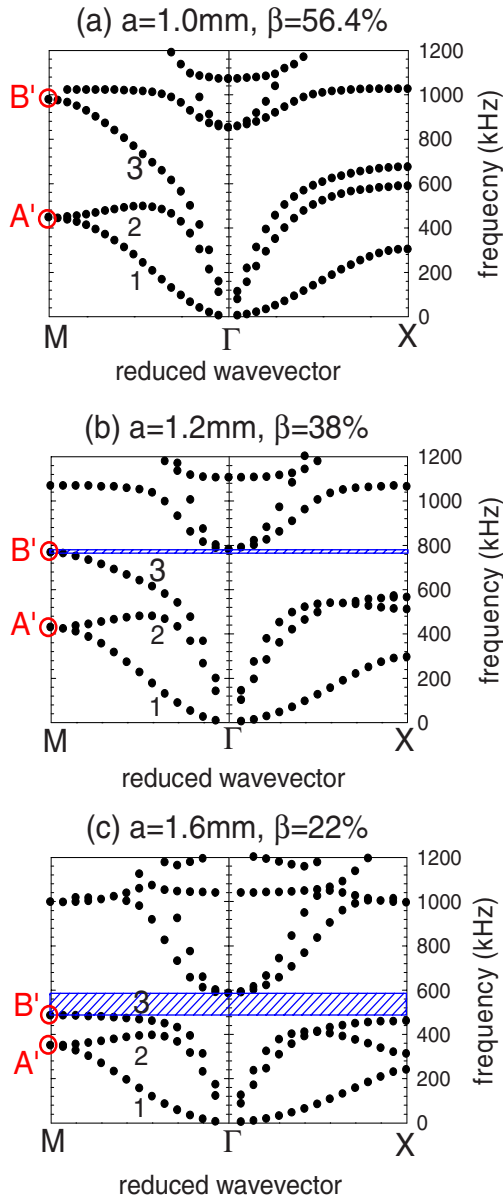 (a) a=1.0mm, β=56.4%
1200
1000
800
600
400
200
0
frequecny (kHz)
B'
A'
3
2
1
M
Γ
X
reduced wavevector
(b) a=1.2mm, β=38%
1200
1000
800
600
400
200
0
frequency (kHz)
B'
A'
3
2
1
M
Γ
X
reduced wavevector
(c) a=1.6mm, β=22%
1200
1000
800
600
400
200
0
frequency (kHz)
B'
A'
3
2
1
M
Γ
X
reduced wavevector